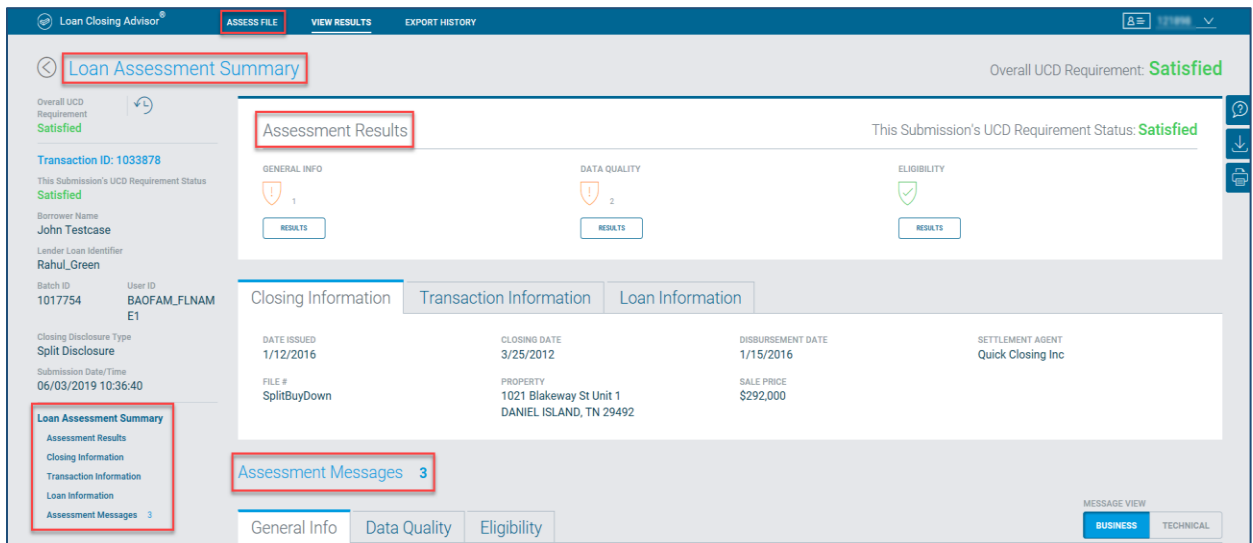 Loan Closing Advisor®
ASSESS FILE
VIEW RESULTS
EXPORT HISTORY
Loan Assessment Summary
Overall UCD Requirement: Satisfied
Overall UCD
Requirement
Satisfied
Transaction ID: 1033878
This Submission's UCD Requirement Status
Satisfied
Borrower Name
John Testcase
Lender Loan Identifier
Rahul_Green
Batch ID
1017754
User ID
BAOFAM_FLNAM
E1
Closing Disclosure Type
Split Disclosure
Submission Date/Time
06/03/2019 10:36:40
Loan Assessment Summary
Assessment Results
Closing Information
Transaction Information
Loan Information
Assessment Messages 3
Assessment Results
This Submission's UCD Requirement Status: Satisfied
GENERAL INFO
1
RESULTS
DATA QUALITY
2
RESULTS
ELIGIBILITY
RESULTS
Closing Information
Transaction Information
Loan Information
DATE ISSUED
1/12/2016
CLOSING DATE
3/25/2012
DISBURSEMENT DATE
1/15/2016
SETTLEMENT AGENT
Quick Closing Inc
FILE #
SplitBuyDown
PROPERTY
1021 Blakeway St Unit 1
DANIEL ISLAND, TN 29492
SALE PRICE
$292,000
Assessment Messages 3
General Info
Data Quality
Eligibility
MESSAGE VIEW
BUSINESS
TECHNICAL